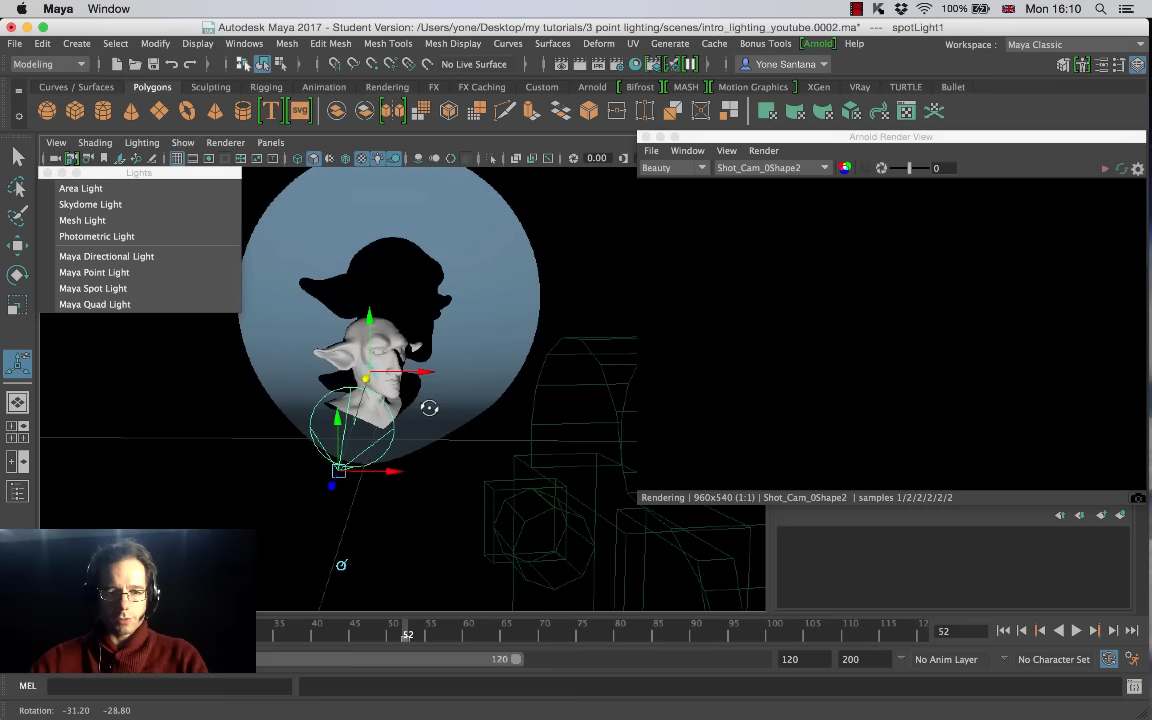 Maya Window 100% Mon 16:10
Autodesk Maya 2017 - Student Version: /Users/yone/Desktop/my tutorials/3 point lighting/scenes/intro_lighting_youtube.0002.ma* --- spotLight1
File Edit Create Select Modify Display Windows Mesh Edit Mesh Mesh Tools Mesh Display Curves Surfaces Deform UV Generate Cache Bonus Tools Arnold Help Workspace : Maya Classic
Modeling No Live Surface Yone Santana
Curves / Surfaces Polygons Sculpting Rigging Animation Rendering FX FX Caching Custom Arnold Bifrost MASH Motion Graphics XGen VRay TURTLE Bullet
View Shading Lighting Show Renderer Panels
0.00
Arnold Render View
File Window View Render
Beauty Shot_Cam_0Shape2 0
Lights
Area Light
Skydome Light
Mesh Light
Photometric Light
Maya Directional Light
Maya Point Light
Maya Spot Light
Maya Quad Light
Rendering | 960x540 (1:1) | Shot_Cam_0Shape2 | samples 1/2/2/2/2/2
35 40 45 50 52 55 60 65 70 75 80 85 90 95 100 105 110 115 12 52
120 120 200 No Anim Layer No Character Set
MEL
Rotation: -31.20 -28.80